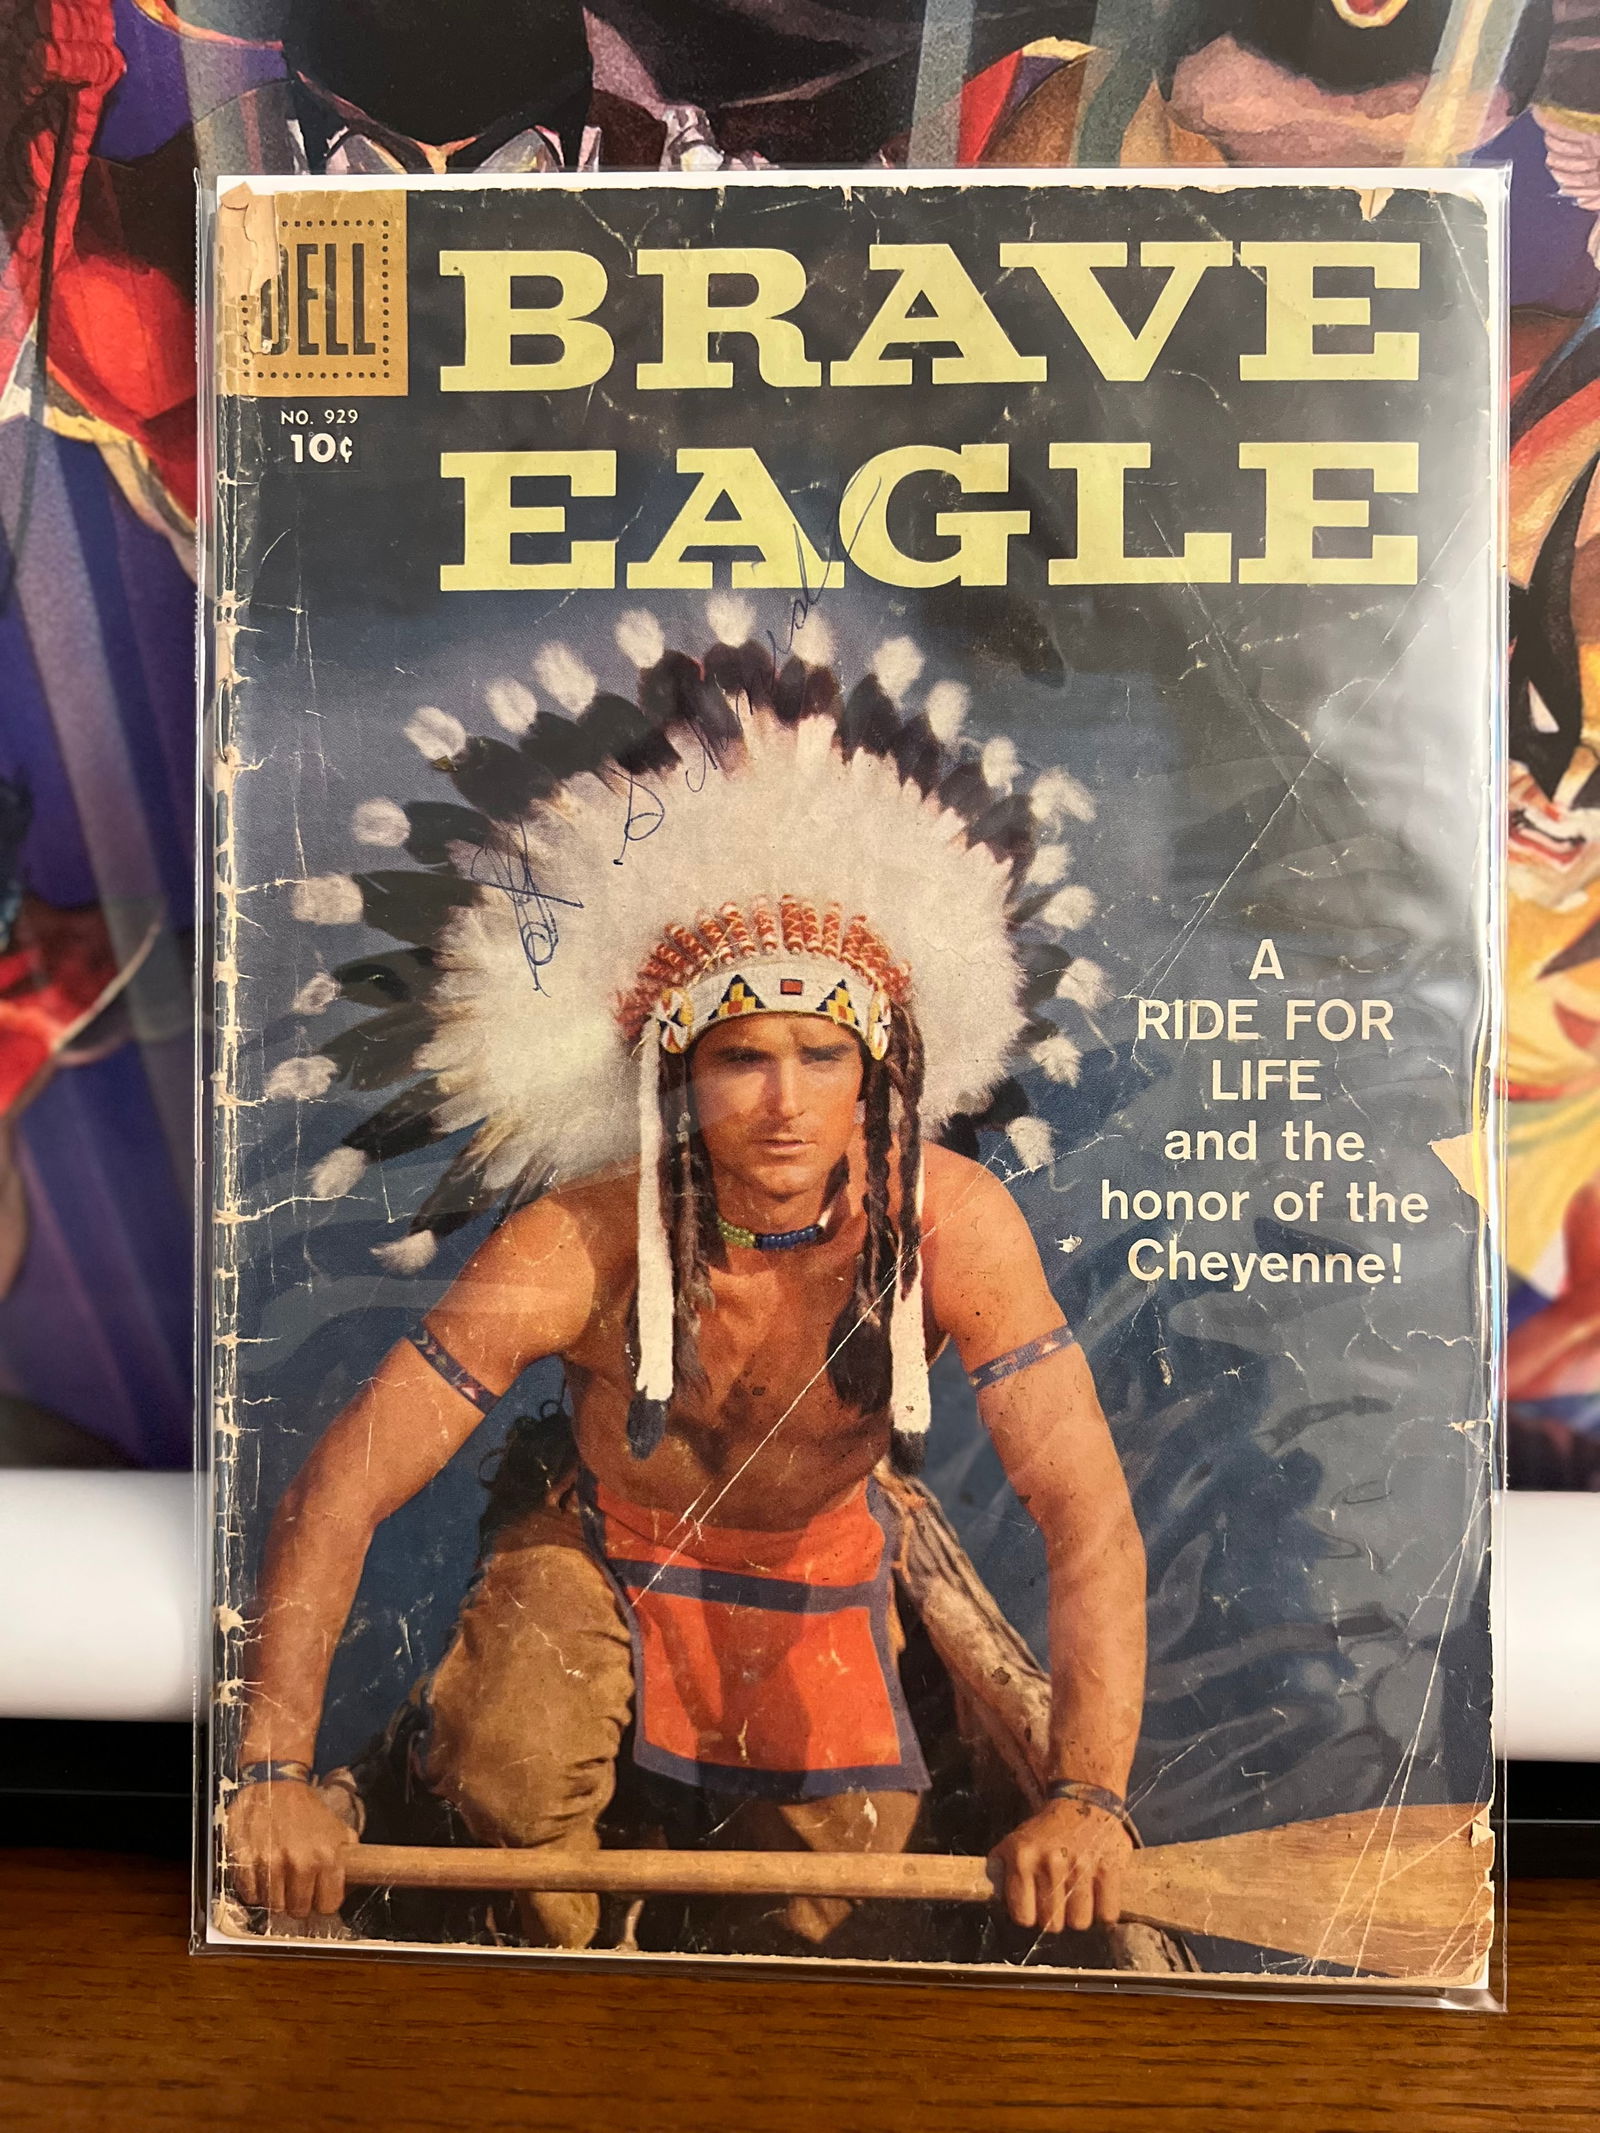 DELL
NO. 929
10¢
BRAVE
EAGLE
A
RIDE FOR
LIFE
and the
honor of the
Cheyenne!